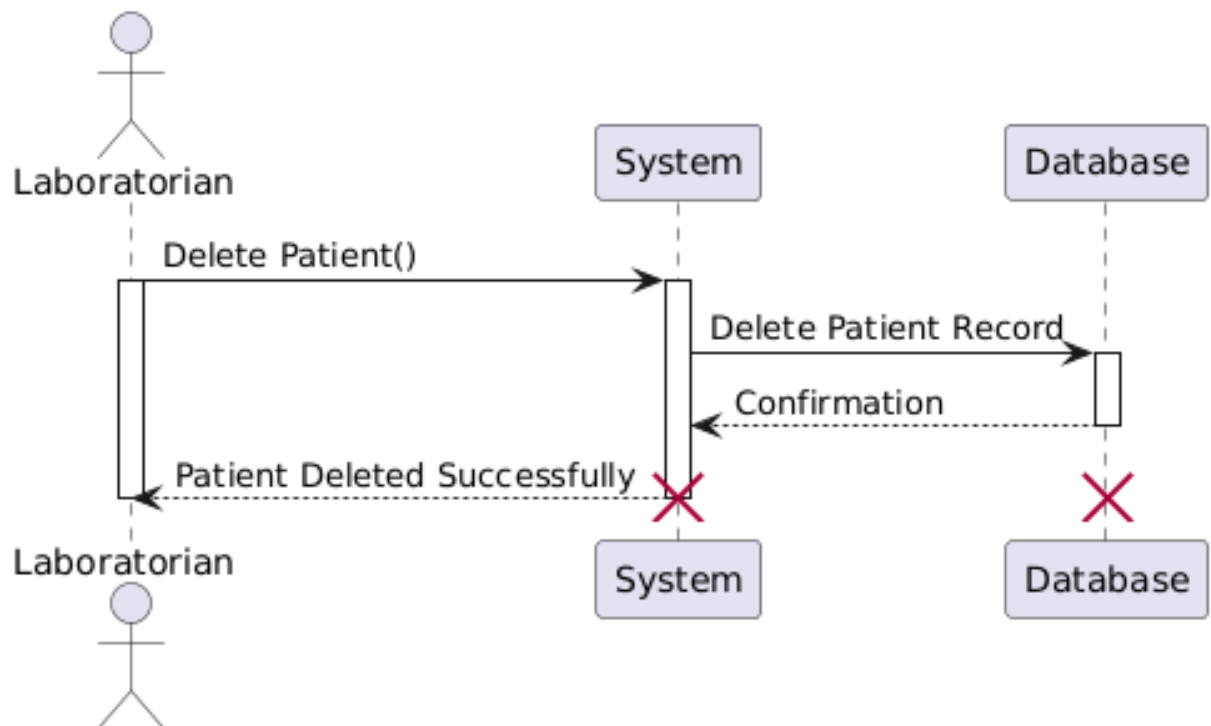 Laboratorian
System
Database
Delete Patient()
Delete Patient Record
Confirmation
Patient Deleted Successfully
Laboratorian
System
Database